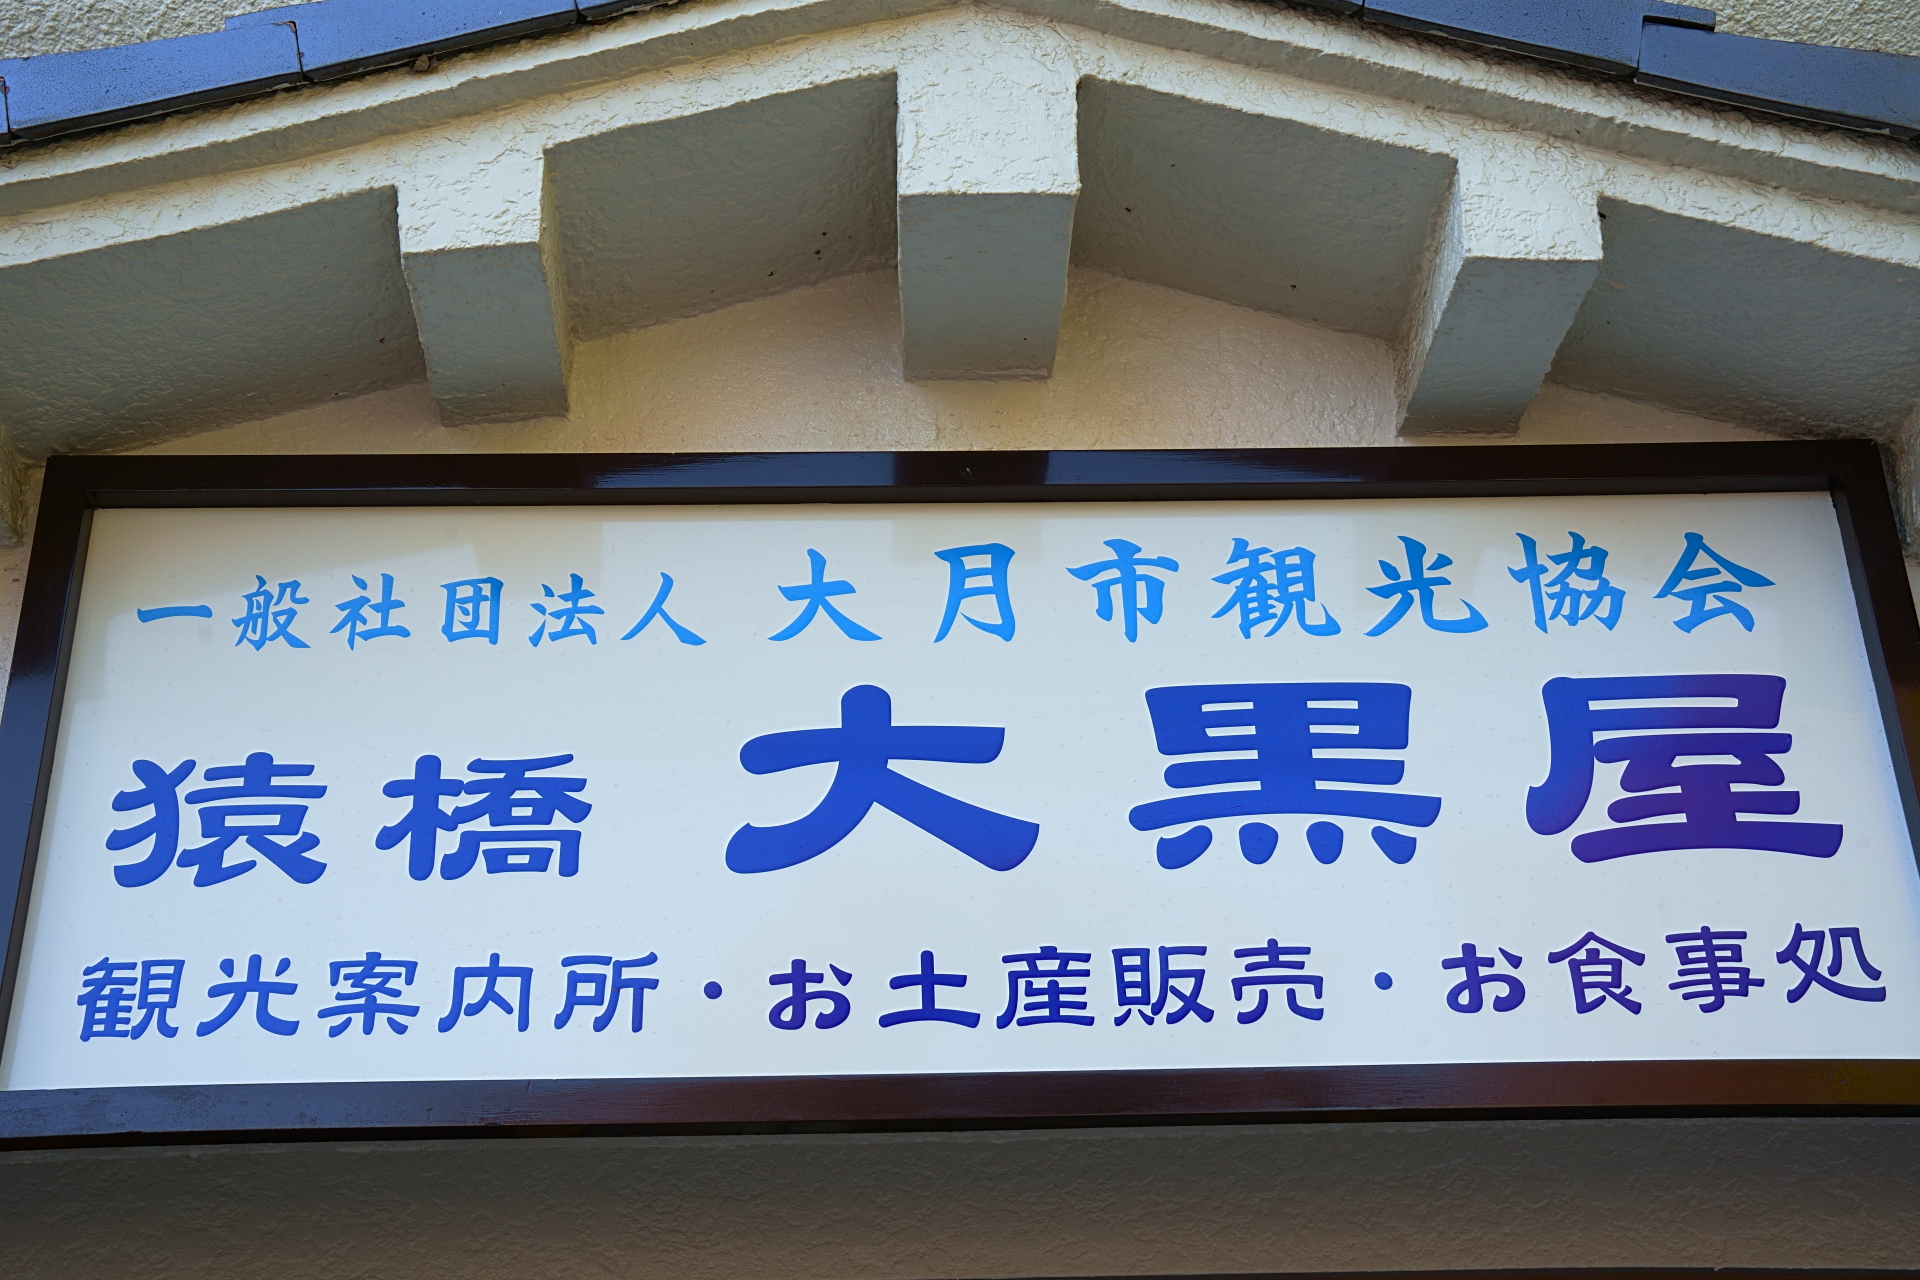 一般社団法人 大月市観光協会
猿橋 大黒屋
観光案内所・お土産販売・お食事処